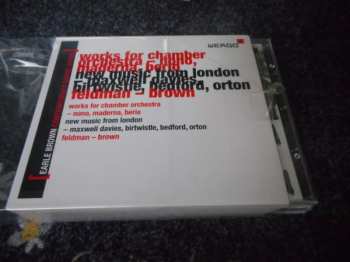 works for chamber
orchestra – nono,
maderna, berio
new music from london
– maxwell davies,
birtwistle, bedford, orton
feldman – brown
WERGO
works for chamber orchestra
– nono, maderna, berio
new music from london
– maxwell davies, birtwistle, bedford, orton
feldman – brown
EARLE BROWN